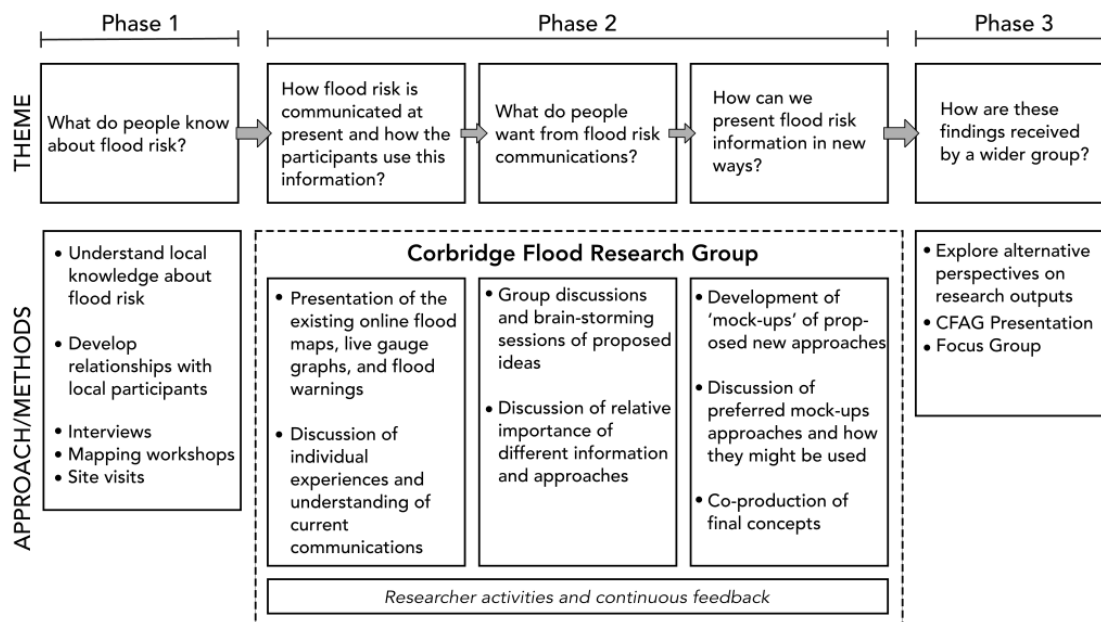 Phase 1
Phase 2
Phase 3
THEME
What do people know
about flood risk?
How flood risk is
communicated at
present and how the
participants use this
information?
What do people
want from flood risk
communications?
How can we
present flood risk
information in new
ways?
How are these
findings received
by a wider group?
APPROACH/METHODS
• Understand local
knowledge about
flood risk
• Develop
relationships with
local participants
• Interviews
• Mapping workshops
• Site visits
Corbridge Flood Research Group
• Presentation of the
existing online flood
maps, live gauge
graphs, and flood
warnings
• Discussion of
individual
experiences and
understanding of
current
communications
• Group discussions
and brain-storming
sessions of proposed
ideas
• Discussion of relative
importance of
different information
and approaches
• Development of
‘mock-ups’ of prop-
osed new approaches
• Discussion of
preferred mock-ups
approaches and how
they might be used
• Co-production of
final concepts
Researcher activities and continuous feedback
• Explore alternative
perspectives on
research outputs
• CFAG Presentation
• Focus Group